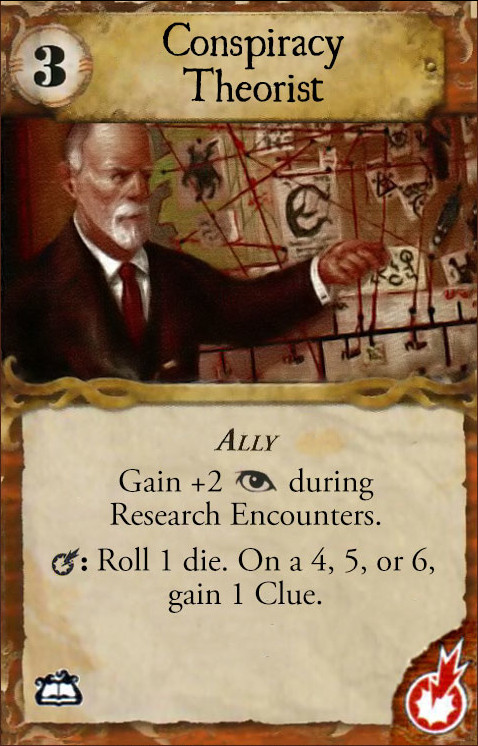 3
Conspiracy
Theorist
ALLY
Gain +2 during
Research Encounters.
: Roll 1 die. On a 4, 5, or 6,
gain 1 Clue.